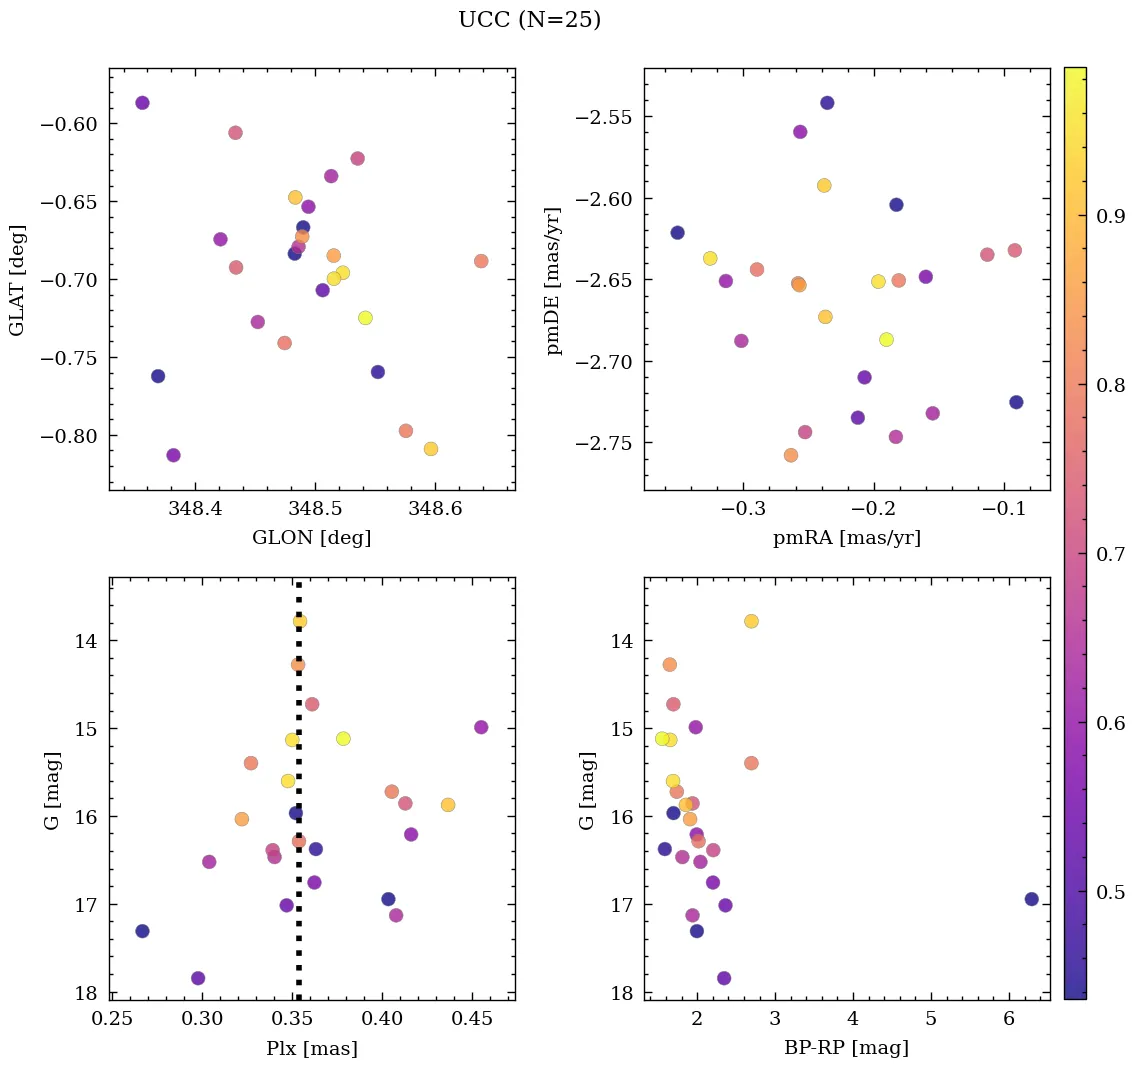 UCC (N=25)
−0.60
−0.65
−0.70
−0.75
−0.80
GLAT [deg]
348.4 348.5 348.6
GLON [deg]
−2.55
−2.60
−2.65
−2.70
−2.75
pmDE [mas/yr]
−0.3 −0.2 −0.1
pmRA [mas/yr]
14
15
16
17
18
G [mag]
0.25 0.30 0.35 0.40 0.45
Plx [mas]
14
15
16
17
18
G [mag]
2 3 4 5 6
BP-RP [mag]
0.9
0.8
0.7
0.6
0.5